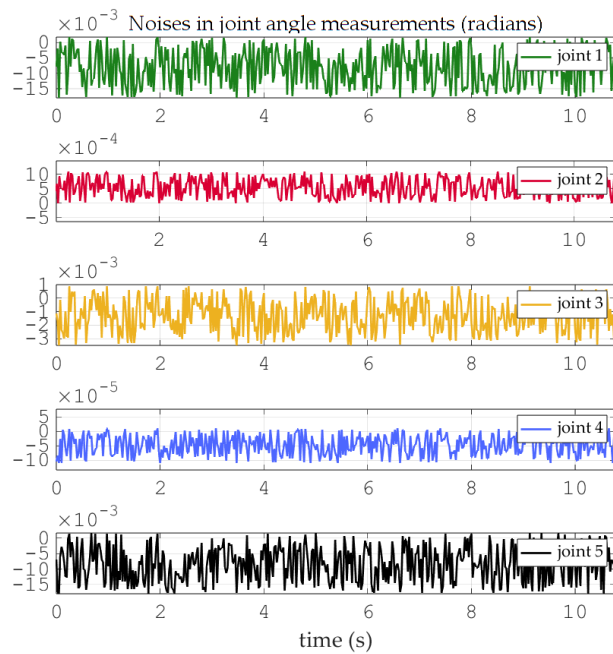 Noises in joint angle measurements (radians)
×10⁻³
0
-5
-10
-15
joint 1
0 2 4 6 8 10
×10⁻⁴
10
5
0
-5
joint 2
2 4 6 8 10
×10⁻³
1
0
-1
-2
-3
joint 3
0 2 4 6 8 10
×10⁻⁵
5
0
-5
-10
joint 4
0 2 4 6 8 10
×10⁻³
0
-5
-10
-15
joint 5
0 2 4 6 8 10
time (s)